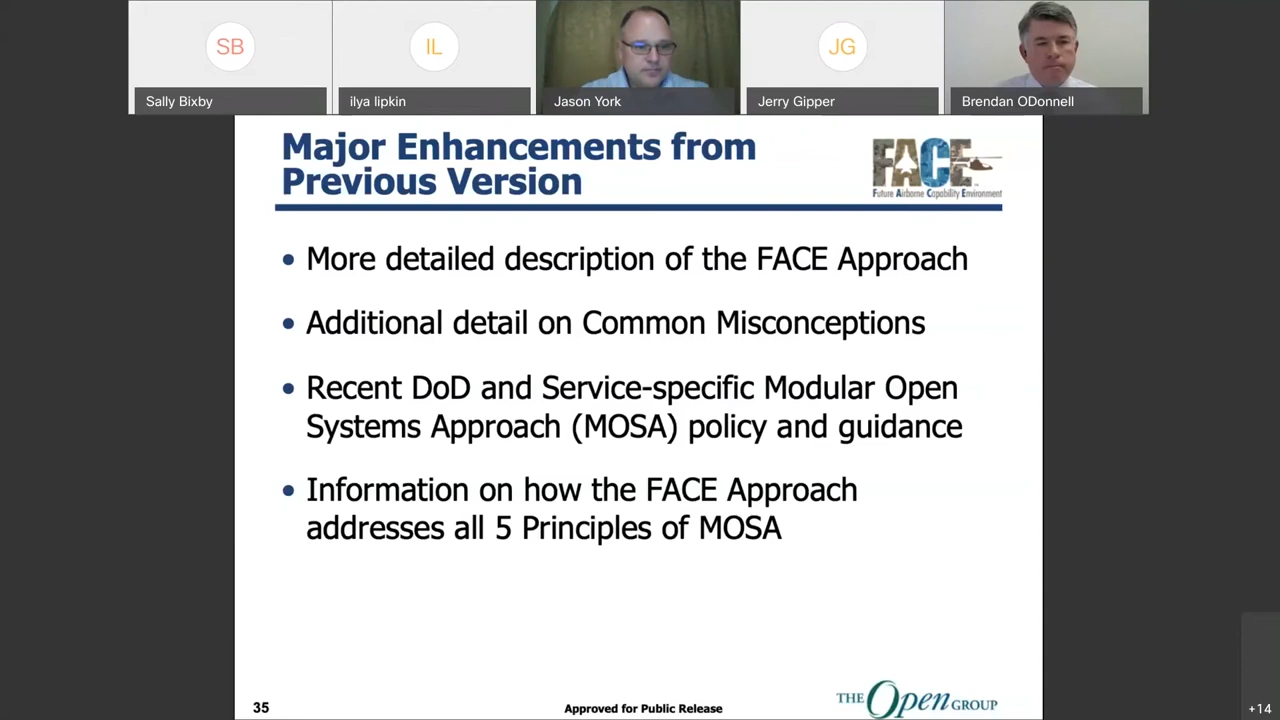 SB
IL
JG
Sally Bixby
ilya lipkin
Jason York
Jerry Gipper
Brendan ODonnell
Major Enhancements from
Previous Version
FACE
Future Airborne Capability Environment
• More detailed description of the FACE Approach
• Additional detail on Common Misconceptions
• Recent DoD and Service-specific Modular Open
Systems Approach (MOSA) policy and guidance
• Information on how the FACE Approach
addresses all 5 Principles of MOSA
35
Approved for Public Release
THE Open GROUP
+14